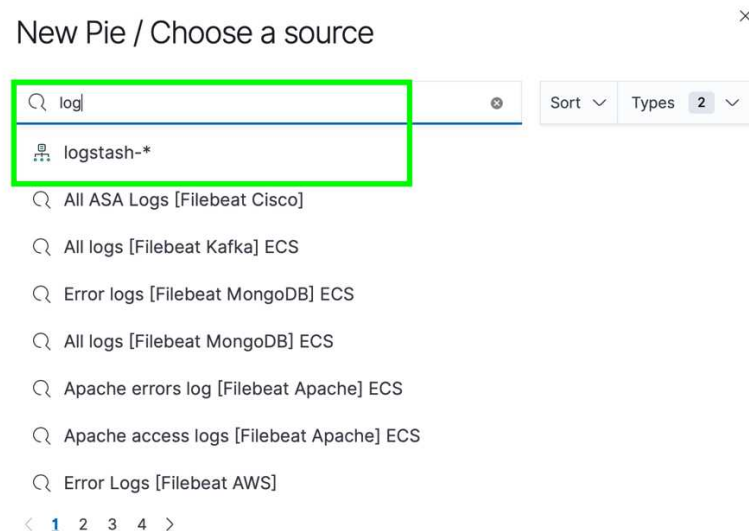 New Pie / Choose a source
log
Sort
Types 2
logstash-*
All ASA Logs [Filebeat Cisco]
All logs [Filebeat Kafka] ECS
Error logs [Filebeat MongoDB] ECS
All logs [Filebeat MongoDB] ECS
Apache errors log [Filebeat Apache] ECS
Apache access logs [Filebeat Apache] ECS
Error Logs [Filebeat AWS]
1 2 3 4